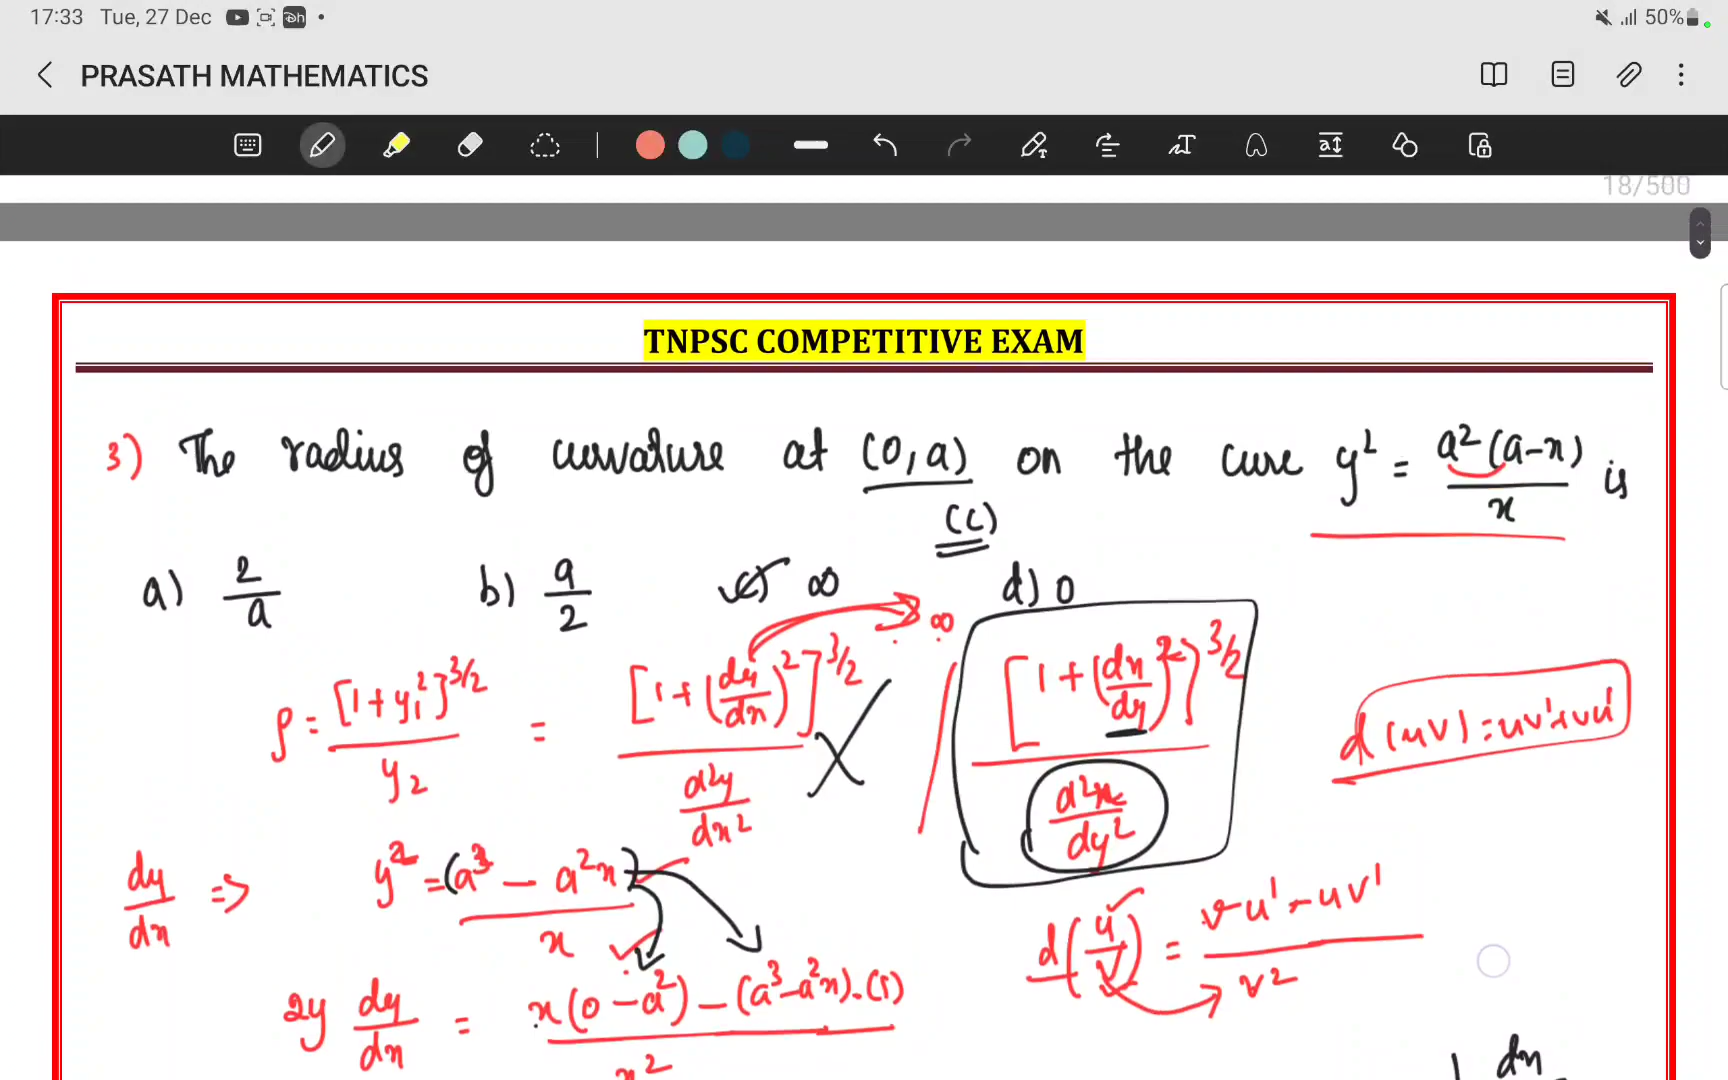 17:33 Tue, 27 Dec
50%
PRASATH MATHEMATICS
18/500
TNPSC COMPETITIVE EXAM
3) The radius of curvature at (0,a) on the cure y² = a²(a-x)/x is
(c)
a) 2/a b) a/2 c) ∞ d) 0
∞
ρ = [1+y₁²]^3/2 / y₂ = [1+(dy/dx)²]^3/2 / d²y/dx² [1+(dx/dy)²]^3/2 / d²x/dy²
d(uv) = uv'+vu'
dy/dx => y² = (a³ - a²x)/x
d(u/v) = vu' - uv' / v²
2y dy/dx = x(0-a²) - (a³-a²x).(1) / x²
dx